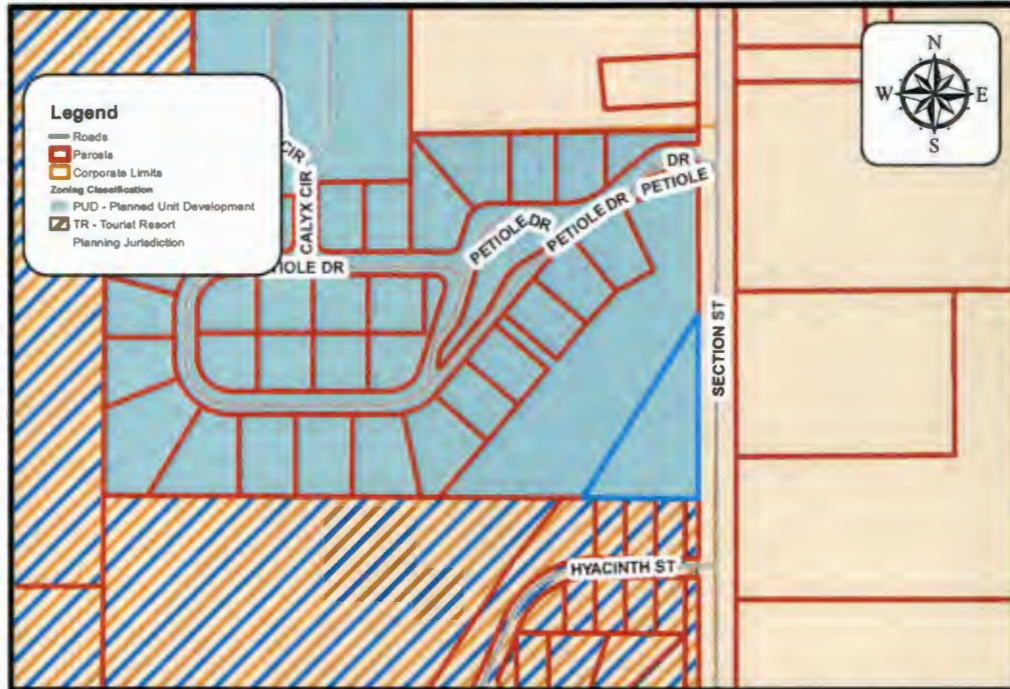 N
W E
S
Legend
Roads
Parcels
Corporate Limits
Zoning Classification
PUD - Planned Unit Development
TR - Tourist Resort
Planning Jurisdiction
CIR
CALYX CIR
TIOLE DR
PETIOLE DR
PETIOLE DR
DR
PETIOLE
SECTION ST
HYACINTH ST